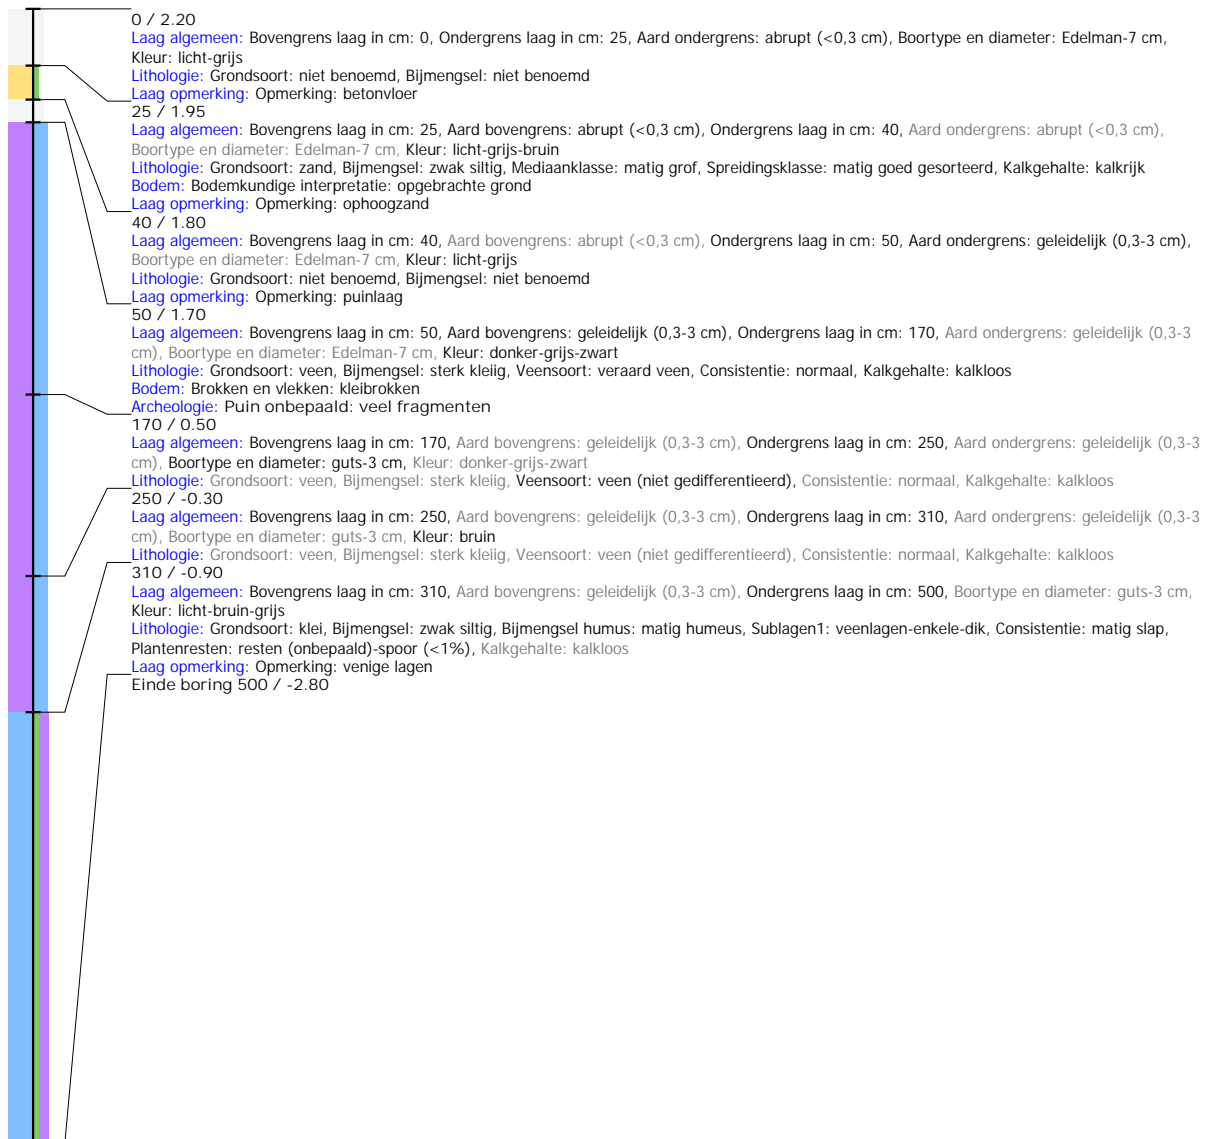 0 / 2.20
Laag algemeen: Bovengrens laag in cm: 0, Ondergrens laag in cm: 25, Aard ondergrens: abrupt (<0,3 cm), Boortype en diameter: Edelman-7 cm,
Kleur: licht-grijs
Lithologie: Grondsoort: niet benoemd, Bijmengsel: niet benoemd
Laag opmerking: Opmerking: betonvloer
25 / 1.95
Laag algemeen: Bovengrens laag in cm: 25, Aard bovengrens: abrupt (<0,3 cm), Ondergrens laag in cm: 40, Aard ondergrens: abrupt (<0,3 cm),
Boortype en diameter: Edelman-7 cm, Kleur: licht-grijs-bruin
Lithologie: Grondsoort: zand, Bijmengsel: zwak siltig, Mediaanklasse: matig grof, Spreidingsklasse: matig goed gesorteerd, Kalkgehalte: kalkrijk
Bodem: Bodemkundige interpretatie: opgebrachte grond
Laag opmerking: Opmerking: ophoogzand
40 / 1.80
Laag algemeen: Bovengrens laag in cm: 40, Aard bovengrens: abrupt (<0,3 cm), Ondergrens laag in cm: 50, Aard ondergrens: geleidelijk (0,3-3 cm),
Boortype en diameter: Edelman-7 cm, Kleur: licht-grijs
Lithologie: Grondsoort: niet benoemd, Bijmengsel: niet benoemd
Laag opmerking: Opmerking: puinlaag
50 / 1.70
Laag algemeen: Bovengrens laag in cm: 50, Aard bovengrens: geleidelijk (0,3-3 cm), Ondergrens laag in cm: 170, Aard ondergrens: geleidelijk (0,3-3
cm), Boortype en diameter: Edelman-7 cm, Kleur: donker-grijs-zwart
Lithologie: Grondsoort: veen, Bijmengsel: sterk kleiig, Veensoort: veraard veen, Consistentie: normaal, Kalkgehalte: kalkloos
Bodem: Brokken en vlekken: kleibrokken
Archeologie: Puin onbepaald: veel fragmenten
170 / 0.50
Laag algemeen: Bovengrens laag in cm: 170, Aard bovengrens: geleidelijk (0,3-3 cm), Ondergrens laag in cm: 250, Aard ondergrens: geleidelijk (0,3-3
cm), Boortype en diameter: guts-3 cm, Kleur: donker-grijs-zwart
Lithologie: Grondsoort: veen, Bijmengsel: sterk kleiig, Veensoort: veen (niet gedifferentieerd), Consistentie: normaal, Kalkgehalte: kalkloos
250 / -0.30
Laag algemeen: Bovengrens laag in cm: 250, Aard bovengrens: geleidelijk (0,3-3 cm), Ondergrens laag in cm: 310, Aard ondergrens: geleidelijk (0,3-3
cm), Boortype en diameter: guts-3 cm, Kleur: bruin
Lithologie: Grondsoort: veen, Bijmengsel: sterk kleiig, Veensoort: veen (niet gedifferentieerd), Consistentie: normaal, Kalkgehalte: kalkloos
310 / -0.90
Laag algemeen: Bovengrens laag in cm: 310, Aard bovengrens: geleidelijk (0,3-3 cm), Ondergrens laag in cm: 500, Boortype en diameter: guts-3 cm,
Kleur: licht-bruin-grijs
Lithologie: Grondsoort: klei, Bijmengsel: zwak siltig, Bijmengsel humus: matig humeus, Sublagen1: veenlagen-enkele-dik, Consistentie: matig slap,
Plantenresten: resten (onbepaald)-spoor (<1%), Kalkgehalte: kalkloos
Laag opmerking: Opmerking: venige lagen
Einde boring 500 / -2.80